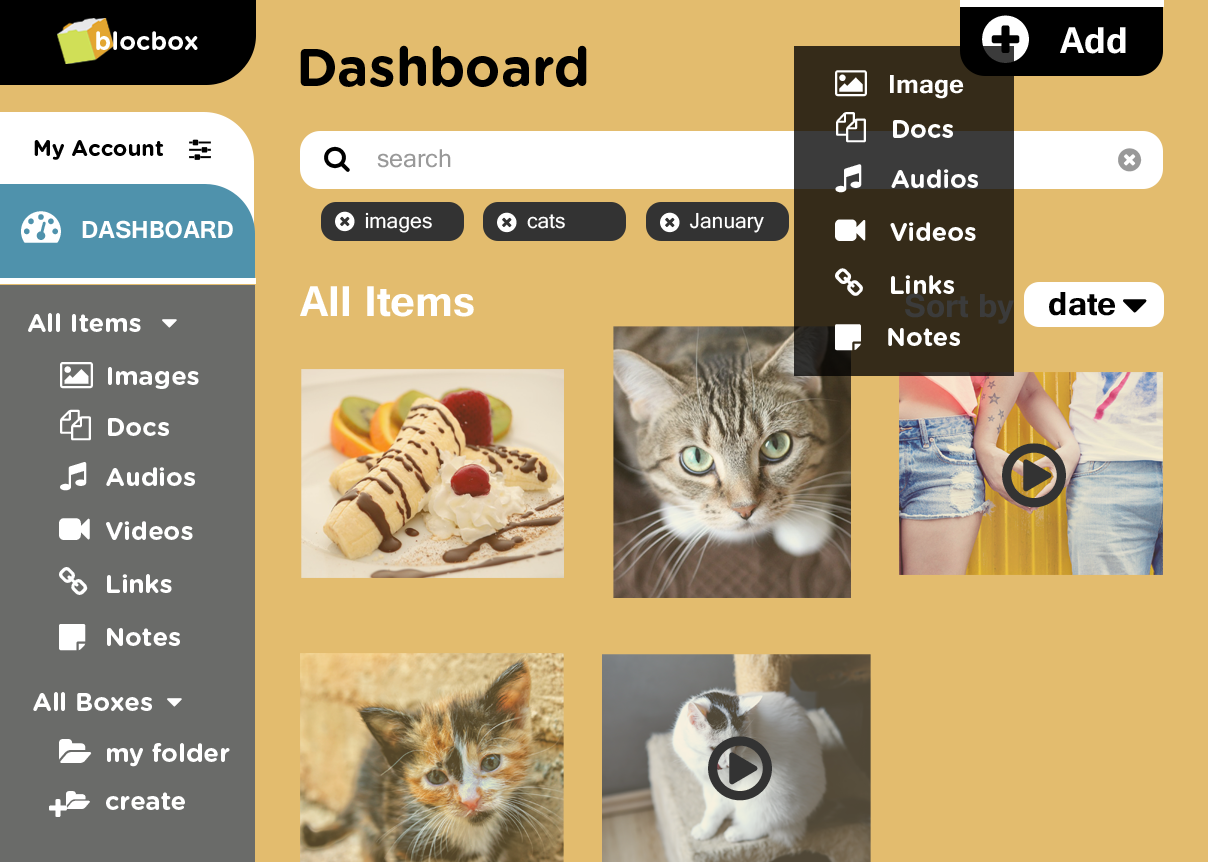 blocbox
My Account
DASHBOARD
All Items
Images
Docs
Audios
Videos
Links
Notes
All Boxes
my folder
create
Dashboard
Add
search
images
cats
January
Image
Docs
Audios
Videos
Links
Notes
All Items
Sort by
date